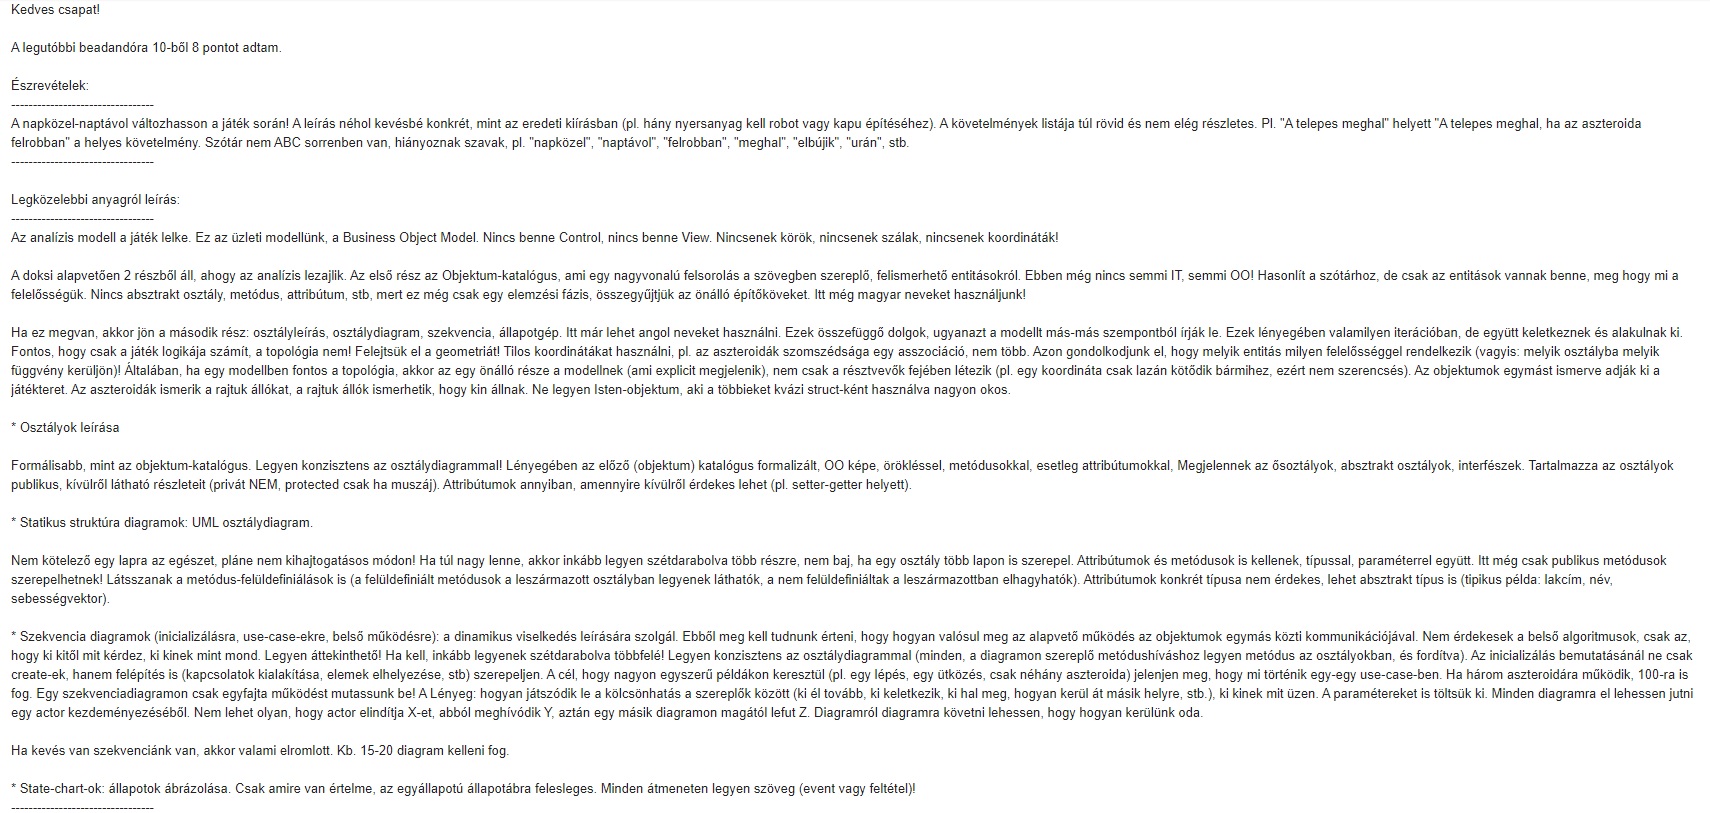 Kedves csapat!
A legutóbbi beadandóra 10-ből 8 pontot adtam.
Észrevételek:
---------------------------------
A napközel-naptávol változhasson a játék során! A leírás néhol kevésbé konkrét, mint az eredeti kiírásban (pl. hány nyersanyag kell robot vagy kapu építéséhez). A követelmények listája túl rövid és nem elég részletes. Pl. "A telepes meghal" helyett "A telepes meghal, ha az aszteroida
felrobban" a helyes követelmény. Szótár nem ABC sorrenben van, hiányoznak szavak, pl. "napközel", "naptávol", "felrobban", "meghal", "elbújik", "urán", stb.
---------------------------------
Legközelebbi anyagról leírás:
---------------------------------
Az analízis modell a játék lelke. Ez az üzleti modellünk, a Business Object Model. Nincs benne Control, nincs benne View. Nincsenek körök, nincsenek szálak, nincsenek koordináták!
A doksi alapvetően 2 részből áll, ahogy az analízis lezajlik. Az első rész az Objektum-katalógus, ami egy nagyvonalú felsorolás a szövegben szereplő, felismerhető entitásokról. Ebben még nincs semmi IT, semmi OO! Hasonlít a szótárhoz, de csak az entitások vannak benne, meg hogy mi a
felelősségük. Nincs absztrakt osztály, metódus, attribútum, stb, mert ez még csak egy elemzési fázis, összegyűjtjük az önálló építőköveket. Itt még magyar neveket használjunk!
Ha ez megvan, akkor jön a második rész: osztályleírás, osztálydiagram, szekvencia, állapotgép. Itt már lehet angol neveket használni. Ezek összefüggő dolgok, ugyanazt a modellt más-más szempontból írják le. Ezek lényegében valamilyen iterációban, de együtt keletkeznek és alakulnak ki.
Fontos, hogy csak a játék logikája számít, a topológia nem! Felejtsük el a geometriát! Tilos koordinátákat használni, pl. az aszteroidák szomszédsága egy asszociáció, nem több. Azon gondolkodjunk el, hogy melyik entitás milyen felelősséggel rendelkezik (vagyis: melyik osztályba melyik
függvény kerüljön)! Általában, ha egy modellben fontos a topológia, akkor az egy önálló része a modellnek (ami explicit megjelenik), nem csak a résztvevők fejében létezik (pl. egy koordináta csak lazán kötődik bármihez, ezért nem szerencsés). Az objektumok egymást ismerve adják ki a
játékteret. Az aszteroidák ismerik a rajtuk állókat, a rajtuk állók ismerhetik, hogy kin állnak. Ne legyen Isten-objektum, aki a többieket kvázi struct-ként használva nagyon okos.
* Osztályok leírása
Formálisabb, mint az objektum-katalógus. Legyen konzisztens az osztálydiagrammal! Lényegében az előző (objektum) katalógus formalizált, OO képe, örökléssel, metódusokkal, esetleg attribútumokkal, Megjelennek az ősosztályok, absztrakt osztályok, interfészek. Tartalmazza az osztályok
publikus, kívülről látható részleteit (privát NEM, protected csak ha muszáj). Attribútumok annyiban, amennyire kívülről érdekes lehet (pl. setter-getter helyett).
* Statikus struktúra diagramok: UML osztálydiagram.
Nem kötelező egy lapra az egészet, pláne nem kihajtogatásos módon! Ha túl nagy lenne, akkor inkább legyen szétdarabolva több részre, nem baj, ha egy osztály több lapon is szerepel. Attribútumok és metódusok is kellenek, típussal, paraméterrel együtt. Itt még csak publikus metódusok
szerepelhetnek! Látsszanak a metódus-felüldefiniálások is (a felüldefiniált metódusok a leszármazott osztályban legyenek láthatók, a nem felüldefiniáltak a leszármazottban elhagyhatók). Attribútumok konkrét típusa nem érdekes, lehet absztrakt típus is (tipikus példa: lakcím, név,
sebességvektor).
* Szekvencia diagramok (inicializálásra, use-case-ekre, belső működésre): a dinamikus viselkedés leírására szolgál. Ebből meg kell tudnunk érteni, hogy hogyan valósul meg az alapvető működés az objektumok egymás közti kommunikációjával. Nem érdekesek a belső algoritmusok, csak az,
hogy ki kitől mit kérdez, ki kinek mint mond. Legyen áttekinthető! Ha kell, inkább legyenek szétdarabolva többfelé! Legyen konzisztens az osztálydiagrammal (minden, a diagramon szereplő metódushíváshoz legyen metódus az osztályokban, és fordítva). Az inicializálás bemutatásánál ne csak
create-ek, hanem felépítés is (kapcsolatok kialakítása, elemek elhelyezése, stb) szerepeljen. A cél, hogy nagyon egyszerű példákon keresztül (pl. egy lépés, egy ütközés, csak néhány aszteroida) jelenjen meg, hogy mi történik egy-egy use-case-ben. Ha három aszteroidára működik, 100-ra is
fog. Egy szekvenciadiagramon csak egyfajta működést mutassunk be! A Lényeg: hogyan játszódik le a kölcsönhatás a szereplők között (ki él tovább, ki keletkezik, ki hal meg, hogyan kerül át másik helyre, stb.), ki kinek mit üzen. A paramétereket is töltsük ki. Minden diagramra el lehessen jutni
egy actor kezdeményezéséből. Nem lehet olyan, hogy actor elindítja X-et, abból meghívódik Y, aztán egy másik diagramon magától lefut Z. Diagramról diagramra követni lehessen, hogy hogyan kerülünk oda.
Ha kevés van szekvenciánk van, akkor valami elromlott. Kb. 15-20 diagram kelleni fog.
* State-chart-ok: állapotok ábrázolása. Csak amire van értelme, az egyállapotú állapotábra felesleges. Minden átmeneten legyen szöveg (event vagy feltétel)!
---------------------------------